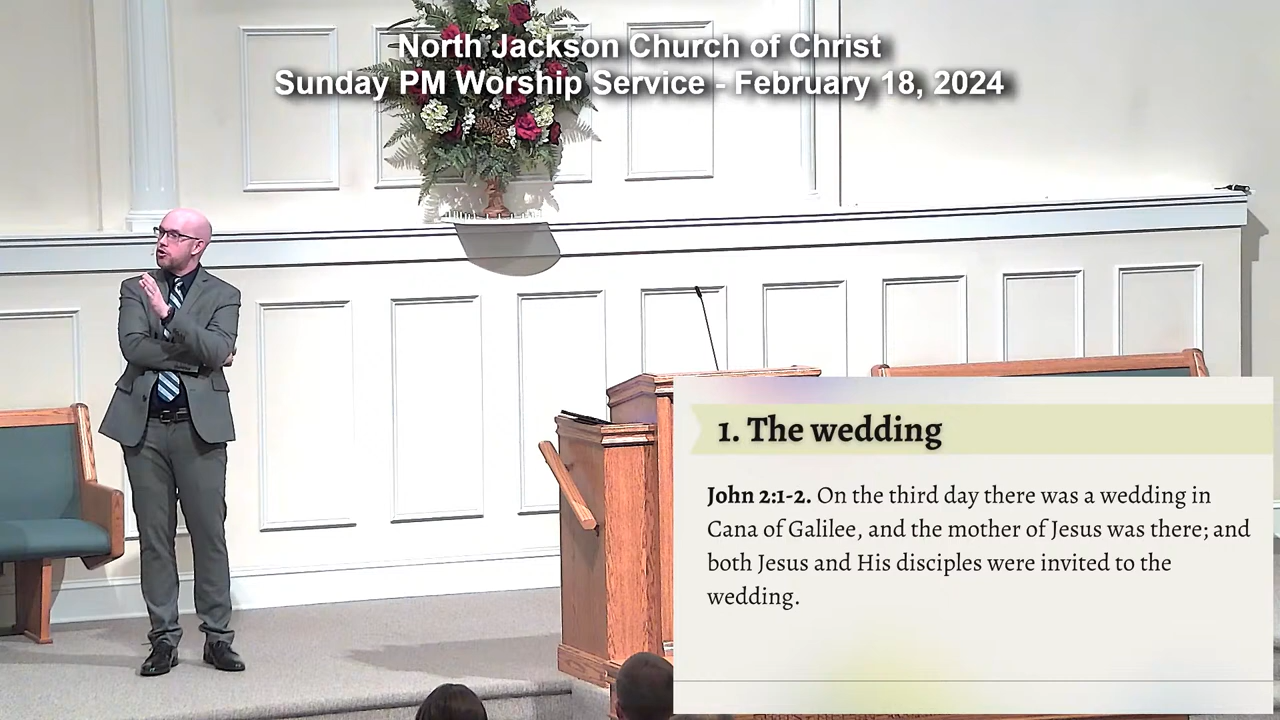 North Jackson Church of Christ
Sunday PM Worship Service - February 18, 2024
1. The wedding
John 2:1-2. On the third day there was a wedding in
Cana of Galilee, and the mother of Jesus was there; and
both Jesus and His disciples were invited to the
wedding.